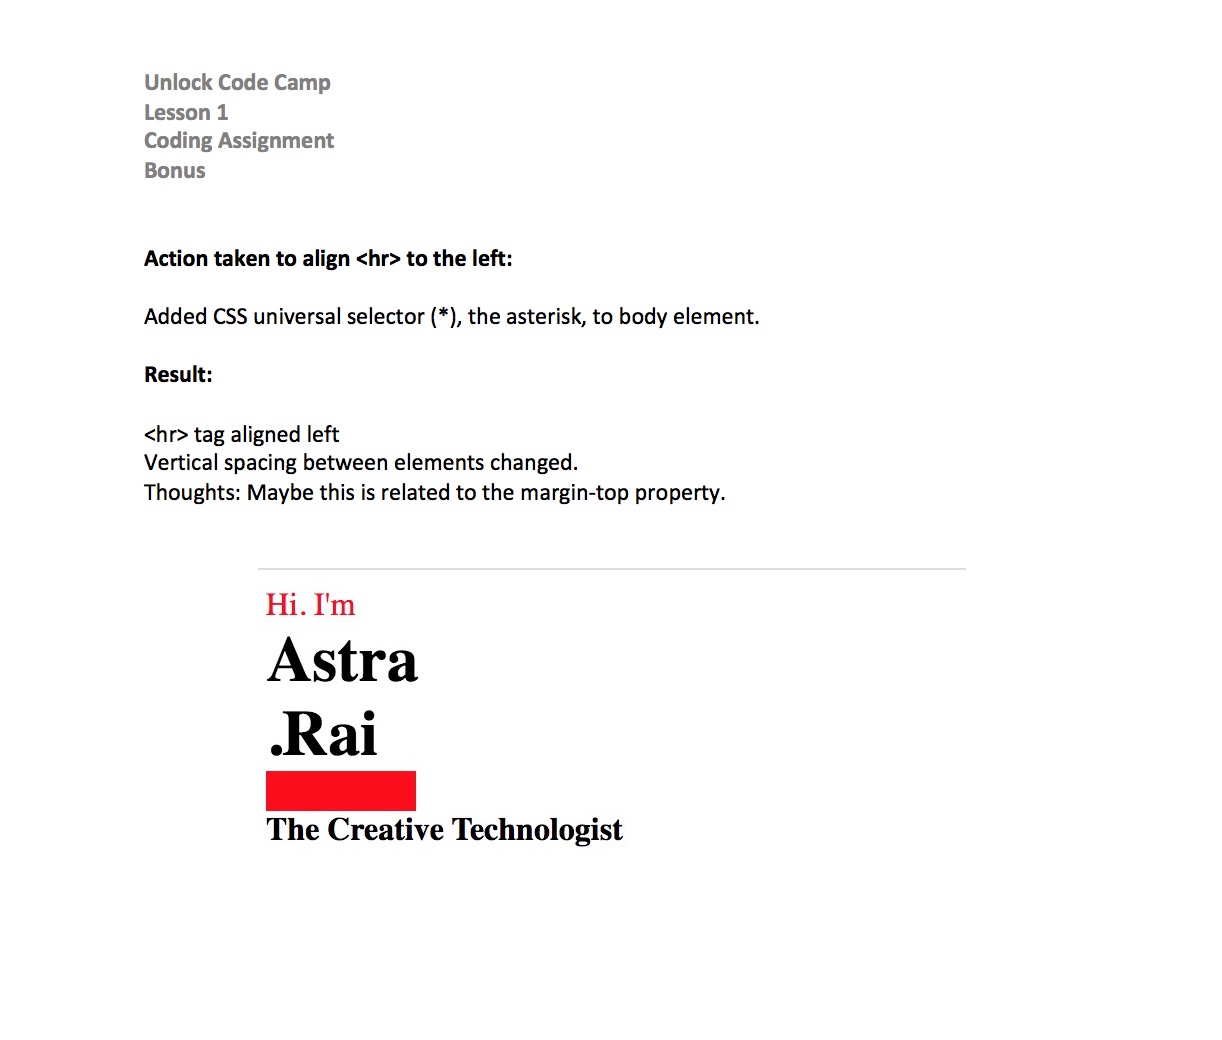 Unlock Code Camp
Lesson 1
Coding Assignment
Bonus
Action taken to align <hr> to the left:
Added CSS universal selector (*), the asterisk, to body element.
Result:
<hr> tag aligned left
Vertical spacing between elements changed.
Thoughts: Maybe this is related to the margin-top property.
Hi. I'm
Astra
.Rai
The Creative Technologist